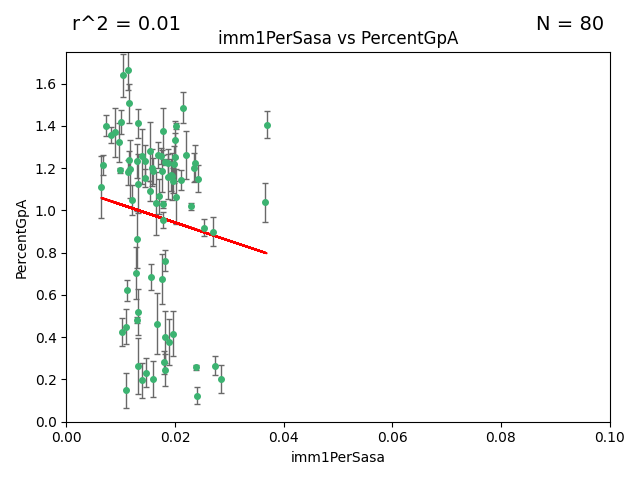 r^2 = 0.01
N = 80
imm1PerSasa vs PercentGpA
PercentGpA
1.6
1.4
1.2
1.0
0.8
0.6
0.4
0.2
0.0
0.00 0.02 0.04 0.06 0.08 0.10
imm1PerSasa